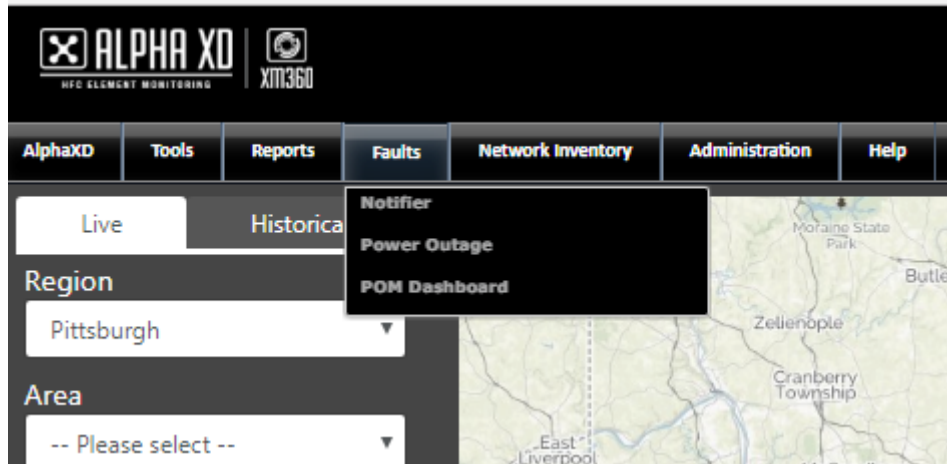 ALPHA XD
HFC ELEMENT MONITORING
XM360
AlphaXD Tools Reports Faults Network Inventory Administration Help
Notifier
Power Outage
POM Dashboard
Live Historica
Region
Pittsburgh
Area
-- Please select --
Moraine State
Park
Butle
Zelienople
Cranberry
Township
East
Liverpool